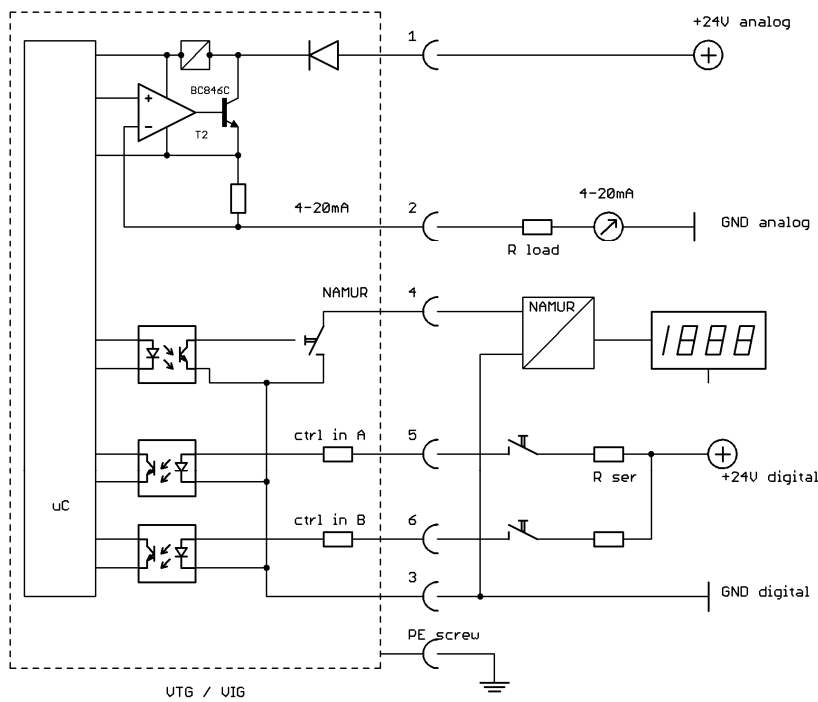 +24V analog
1
BC846C
+
-
T2
4-20mA
2
4-20mA
R load
GND analog
NAMUR
4
NAMUR
1888
ctrl in A
5
R ser
+24V digital
uC
ctrl in B
6
3
GND digital
PE screw
VTG / VIG